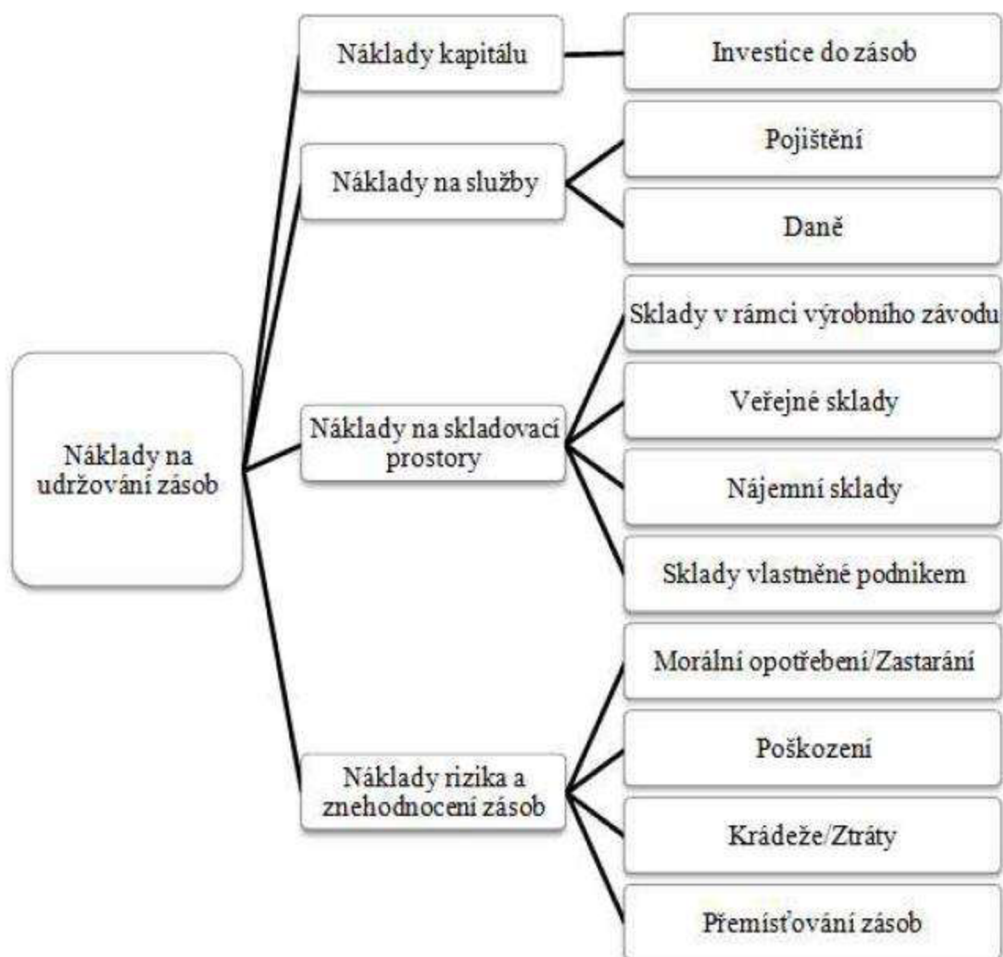 Náklady kapitálu
Investice do zásob
Náklady na služby
Pojištění
Daně
Náklady na
udržování zásob
Náklady na skladovací
prostory
Sklady v rámci výrobního závodu
Veřejné sklady
Nájemní sklady
Sklady vlastněné podnikem
Náklady rizika a
znehodnocení zásob
Morální opotřebení/Zastarání
Poškození
Krádeže/Ztráty
Přemísťování zásob